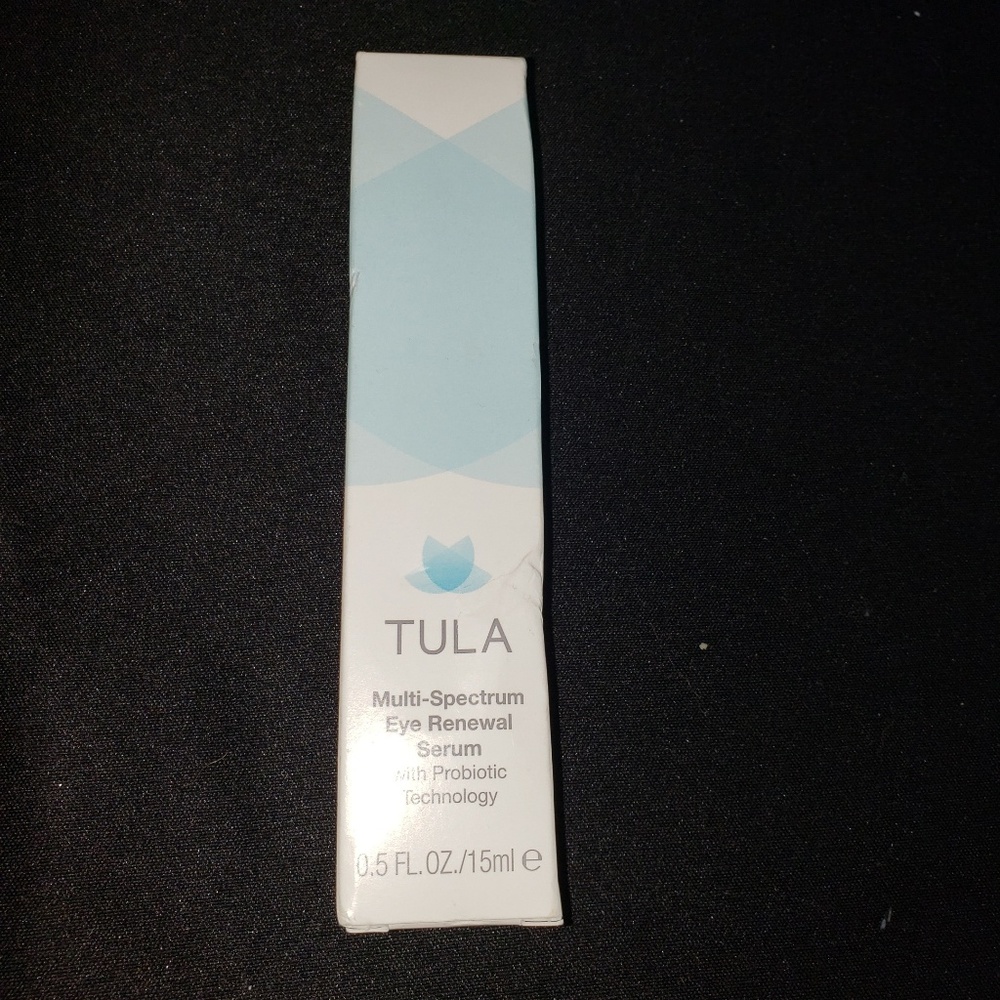 TULA
Multi-Spectrum
Eye Renewal
Serum
with Probiotic
Technology
0.5 FL.OZ./15ml ℮